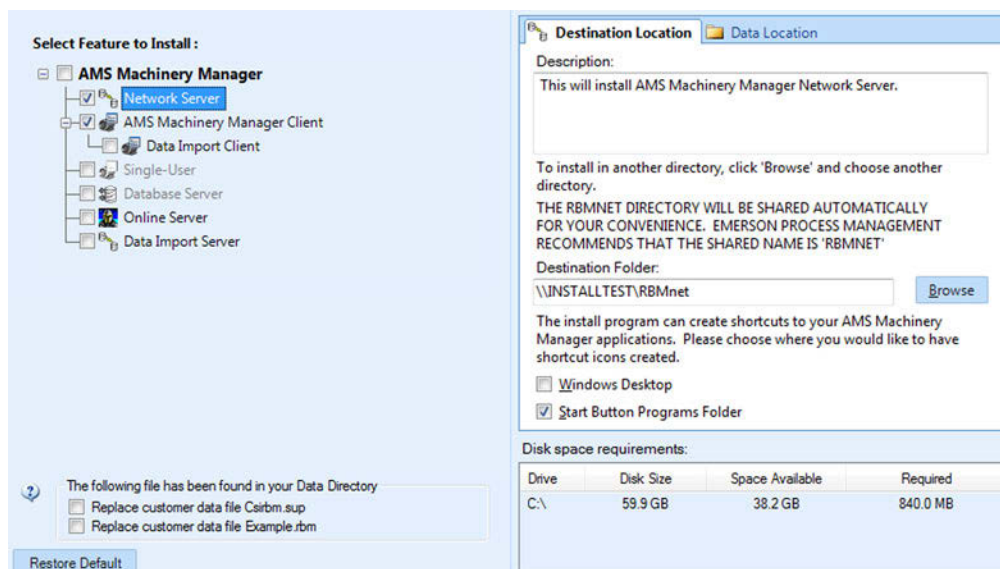 Select Feature to Install :
AMS Machinery Manager
Network Server
AMS Machinery Manager Client
Data Import Client
Single-User
Database Server
Online Server
Data Import Server
The following file has been found in your Data Directory
Replace customer data file Csirbm.sup
Replace customer data file Example.rbm
Restore Default
Destination Location
Data Location
Description:
This will install AMS Machinery Manager Network Server.
To install in another directory, click 'Browse' and choose another
directory.
THE RBMNET DIRECTORY WILL BE SHARED AUTOMATICALLY
FOR YOUR CONVENIENCE. EMERSON PROCESS MANAGEMENT
RECOMMENDS THAT THE SHARED NAME IS 'RBMNET'
Destination Folder:
\\INSTALLTEST\RBMnet
Browse
The install program can create shortcuts to your AMS Machinery
Manager applications. Please choose where you would like to have
shortcut icons created.
Windows Desktop
Start Button Programs Folder
Disk space requirements:
Drive Disk Size Space Available Required
C:\ 59.9 GB 38.2 GB 840.0 MB